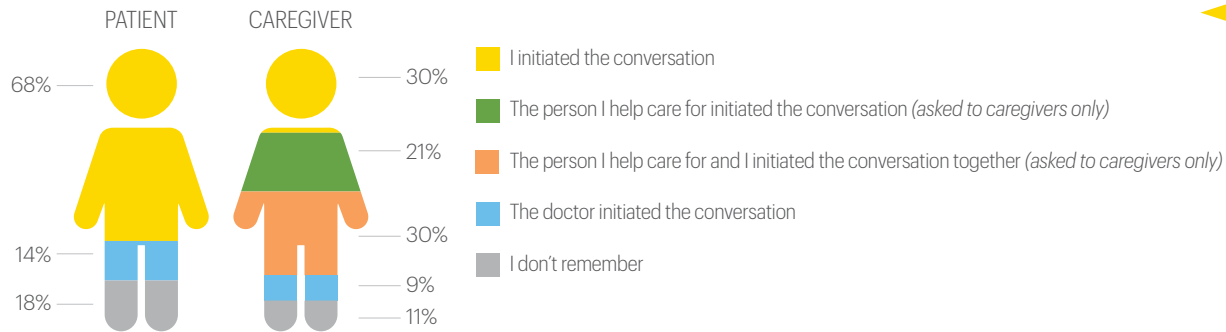 PATIENT
CAREGIVER
68%
14%
18%
30%
21%
30%
9%
11%
I initiated the conversation
The person I help care for initiated the conversation (asked to caregivers only)
The person I help care for and I initiated the conversation together (asked to caregivers only)
The doctor initiated the conversation
I don't remember